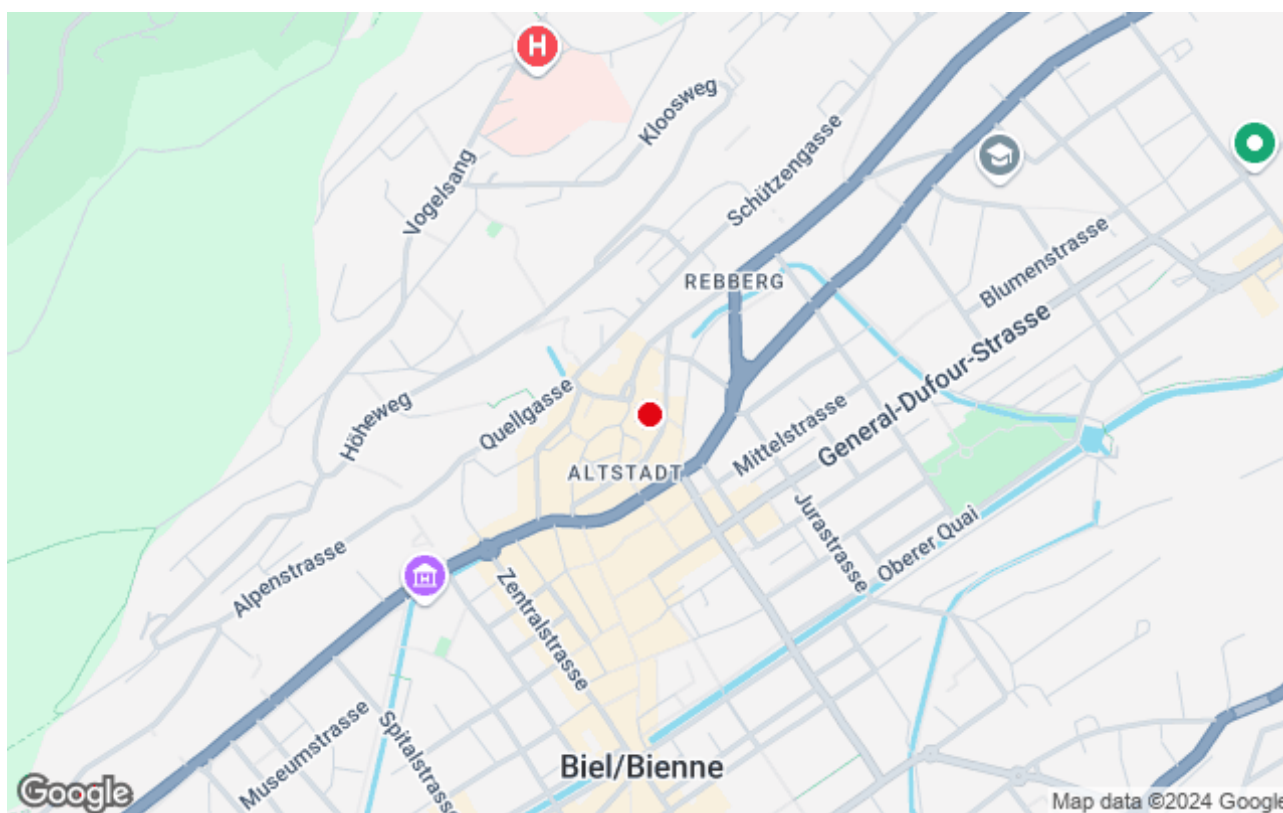 H
Kloosweg
Schützengasse
Vogelsang
Blumenstrasse
REBBERG
General-Dufour-Strasse
Höheweg
Quellgasse
Mittelstrasse
ALTSTADT
Jurastrasse
Oberer Quai
Alpenstrasse
H
Zentralstrasse
Museumstrasse
Spitalstrasse
Biel/Bienne
Google
Map data ©2024 Google